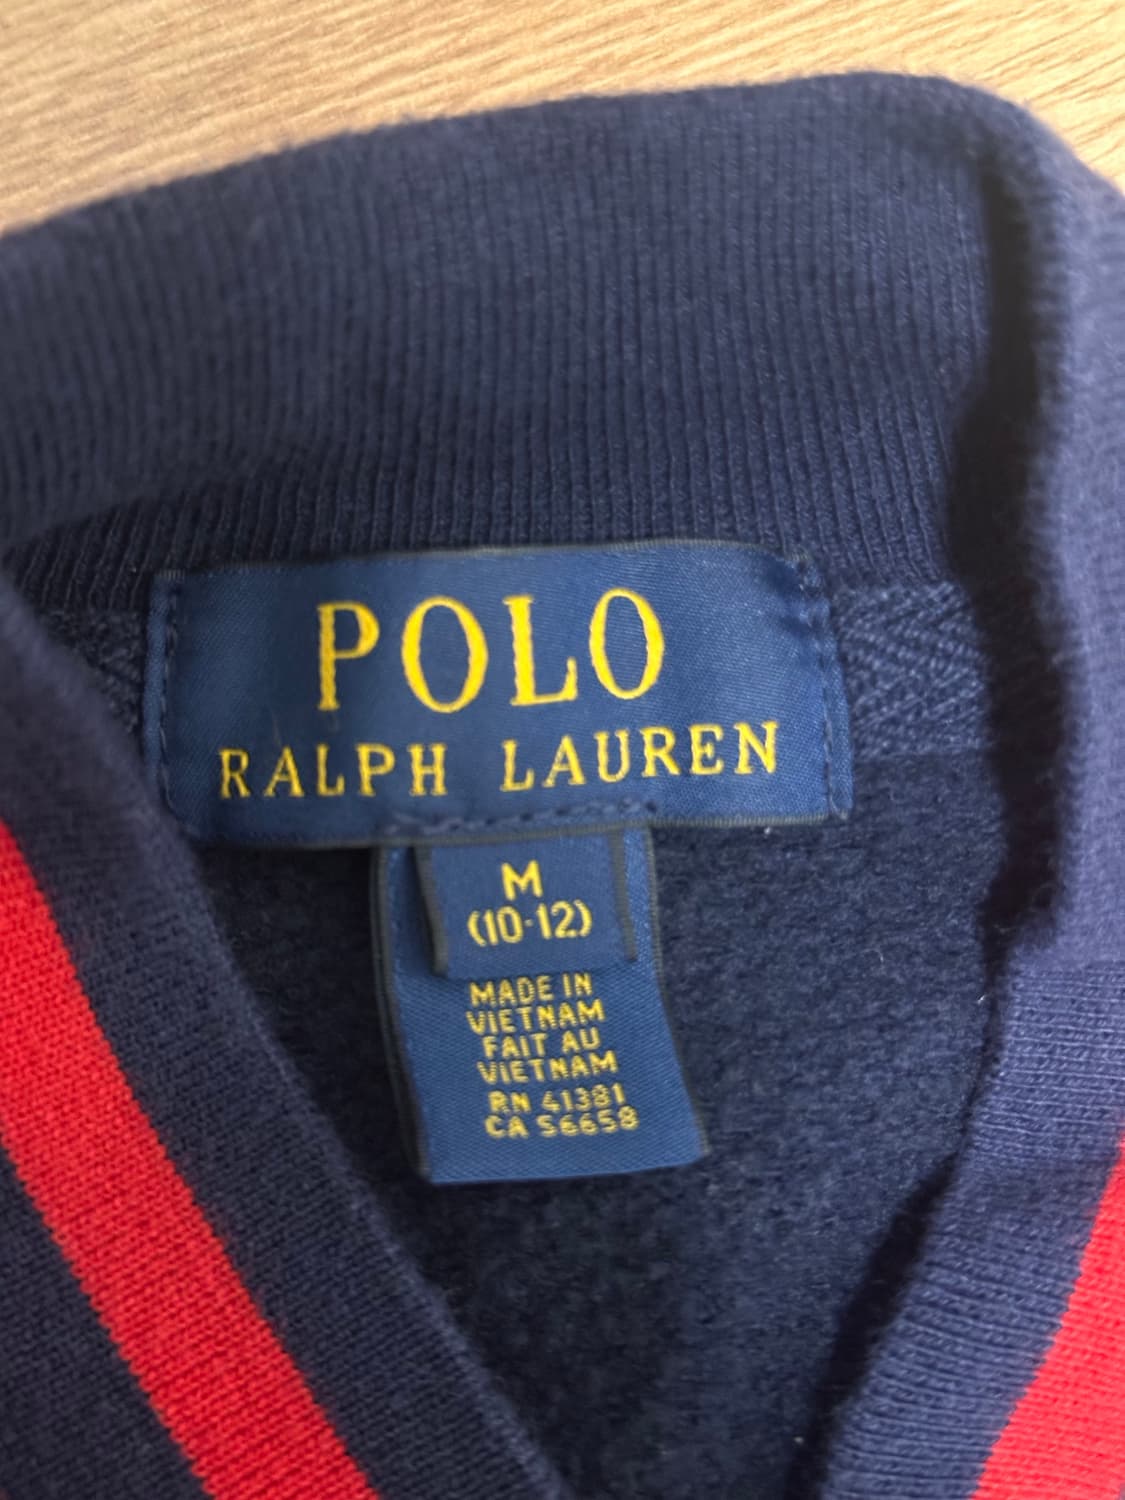 POLO
RALPH LAUREN
M
(10-12)
MADE IN
VIETNAM
FAIT AU
VIETNAM
RN 41381
CA 56658